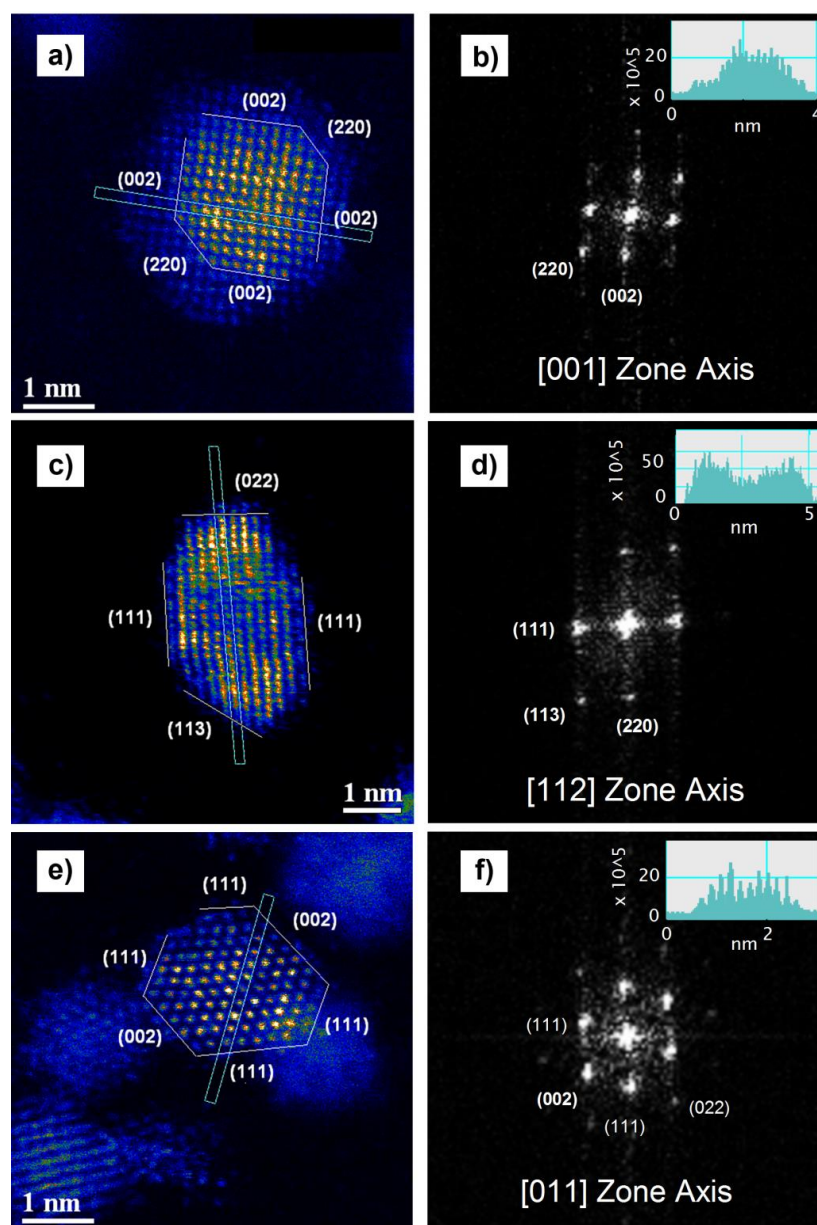 a)
(002)
(220)
(002)
(002)
(220)
(002)
1 nm
b)
x 10^5
20
0
0
4
nm
(220)
(002)
[001] Zone Axis
c)
(022)
(111)
(111)
(113)
1 nm
d)
x 10^5
50
0
0
5
nm
(111)
(113)
(220)
[112] Zone Axis
e)
(111)
(002)
(111)
(002)
(111)
(111)
1 nm
f)
x 10^5
20
0
0
2
nm
(111)
(002)
(111)
(022)
[011] Zone Axis